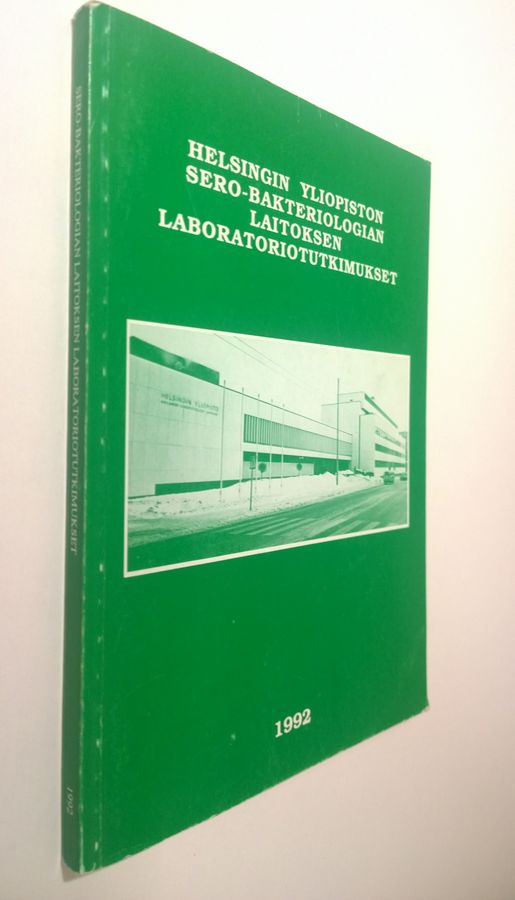 HELSINGIN YLIOPISTON
SERO-BAKTERIOLOGIAN
LAITOKSEN
LABORATORIOTUTKIMUKSET
HELSINGIN YLIOPISTO
1992
SERO-BAKTERIOLOGIAN LAITOKSEN LABORATORIOTUTKIMUKSET
1992